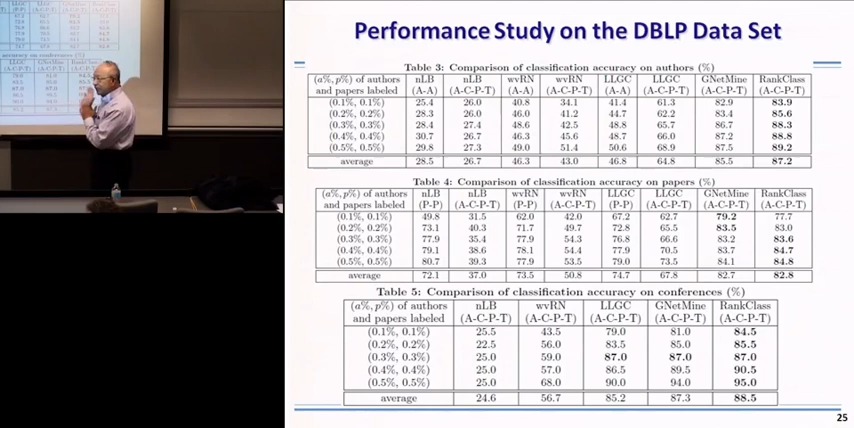 Performance Study on the DBLP Data Set
Table 3: Comparison of classification accuracy on authors (%)
(a%, p%) of authors nLB nLB wvRN wvRN LLGC LLGC GNetMine RankClass
and papers labeled (A-A) (A-C-P-T) (A-A) (A-C-P-T) (A-A) (A-C-P-T) (A-C-P-T) (A-C-P-T)
(0.1%, 0.1%) 25.4 26.0 40.8 34.1 41.4 61.3 82.9 83.9
(0.2%, 0.2%) 28.3 26.0 46.0 41.2 44.7 62.2 83.4 85.6
(0.3%, 0.3%) 28.4 27.4 48.6 42.5 48.8 65.7 86.7 88.3
(0.4%, 0.4%) 30.7 26.7 46.3 45.6 48.7 66.0 87.2 88.8
(0.5%, 0.5%) 29.8 27.3 49.0 51.4 50.6 68.9 87.5 89.2
average 28.5 26.7 46.3 43.0 46.8 64.8 85.5 87.2
Table 4: Comparison of classification accuracy on papers (%)
(a%, p%) of authors nLB nLB wvRN wvRN LLGC LLGC GNetMine RankClass
and papers labeled (P-P) (A-C-P-T) (P-P) (A-C-P-T) (P-P) (A-C-P-T) (A-C-P-T) (A-C-P-T)
(0.1%, 0.1%) 49.8 31.5 62.0 42.0 67.2 62.7 79.2 77.7
(0.2%, 0.2%) 73.1 40.3 71.7 49.7 72.8 65.5 83.5 83.0
(0.3%, 0.3%) 77.9 35.4 77.9 54.3 76.8 66.6 83.2 83.6
(0.4%, 0.4%) 79.1 38.6 78.1 54.4 77.9 70.5 83.7 84.7
(0.5%, 0.5%) 80.7 39.3 77.9 53.5 79.0 73.5 84.1 84.8
average 72.1 37.0 73.5 50.8 74.7 67.8 82.7 82.8
Table 5: Comparison of classification accuracy on conferences (%)
(a%, p%) of authors nLB wvRN LLGC GNetMine RankClass
and papers labeled (A-C-P-T) (A-C-P-T) (A-C-P-T) (A-C-P-T) (A-C-P-T)
(0.1%, 0.1%) 25.5 43.5 79.0 81.0 84.5
(0.2%, 0.2%) 22.5 56.0 83.5 85.0 85.5
(0.3%, 0.3%) 25.0 59.0 87.0 87.0 87.0
(0.4%, 0.4%) 25.0 57.0 86.5 89.5 90.5
(0.5%, 0.5%) 25.0 68.0 90.0 94.0 95.0
average 24.6 56.7 85.2 87.3 88.5
25